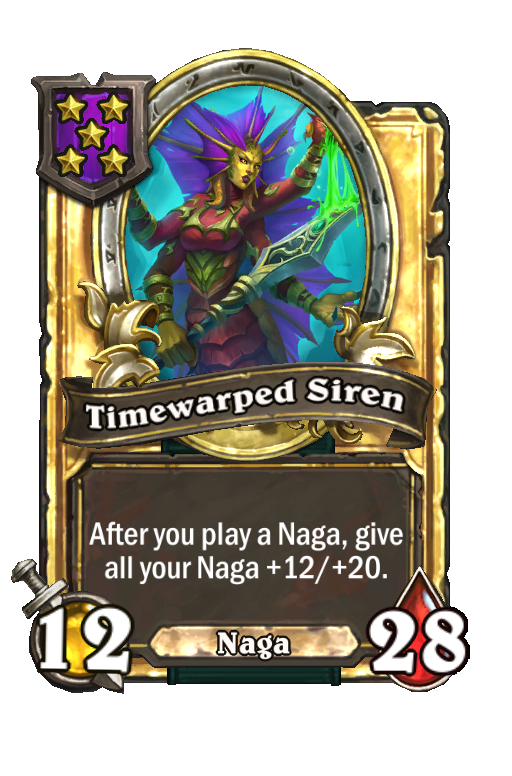 Timewarped Siren
After you play a Naga, give
all your Naga +12/+20.
12
Naga
28